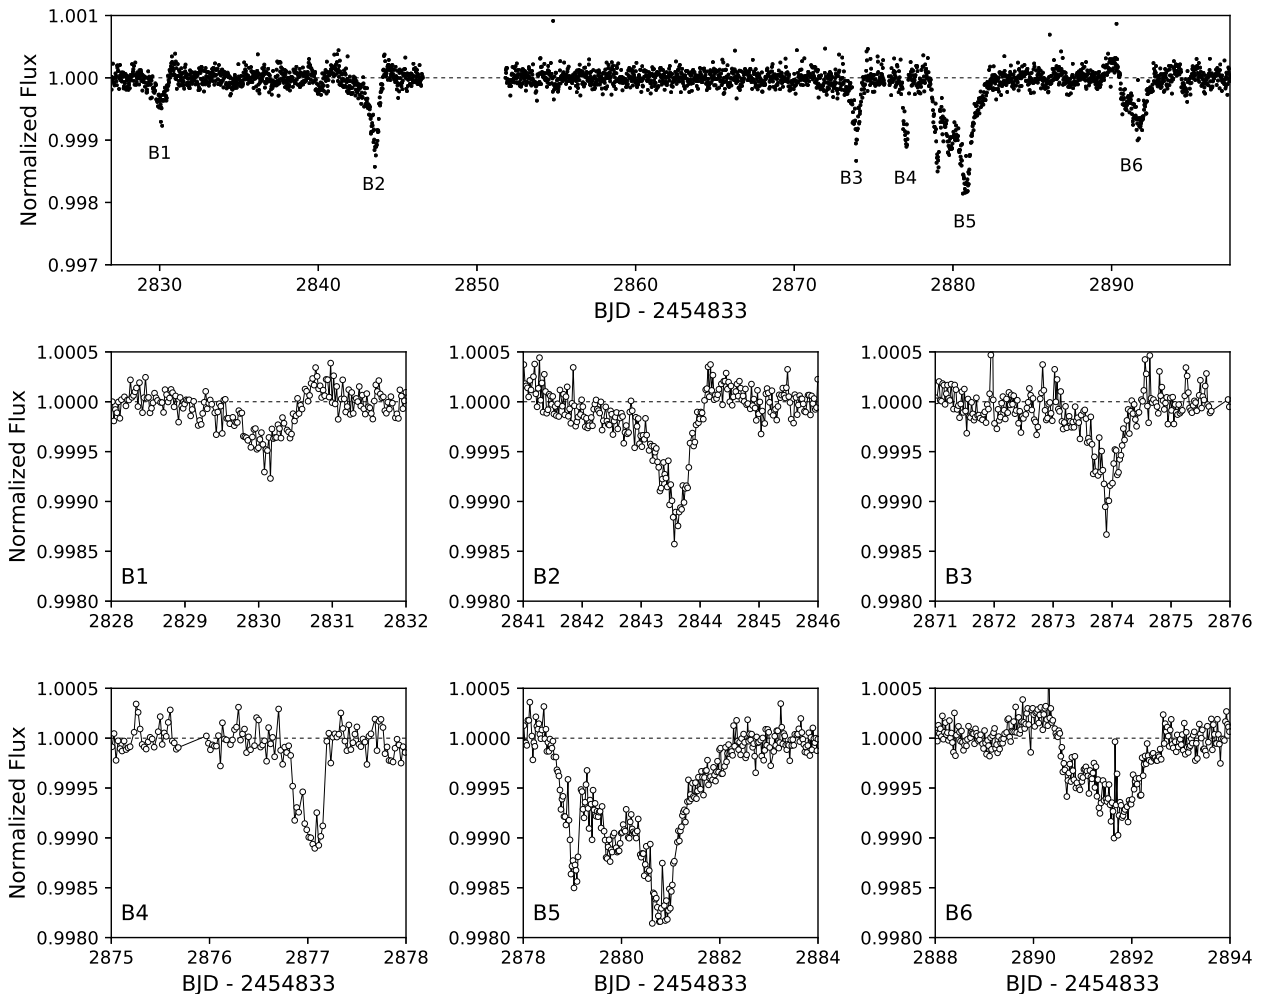 1.001
1.000
0.999
0.998
0.997
Normalized Flux
B1
B2
B3
B4
B5
B6
2830 2840 2850 2860 2870 2880 2890
BJD - 2454833
1.0005
1.0000
0.9995
0.9990
0.9985
0.9980
Normalized Flux
B1
2828 2829 2830 2831 2832
1.0005
1.0000
0.9995
0.9990
0.9985
0.9980
B2
2841 2842 2843 2844 2845 2846
1.0005
1.0000
0.9995
0.9990
0.9985
0.9980
B3
2871 2872 2873 2874 2875 2876
1.0005
1.0000
0.9995
0.9990
0.9985
0.9980
Normalized Flux
B4
2875 2876 2877 2878
BJD - 2454833
1.0005
1.0000
0.9995
0.9990
0.9985
0.9980
B5
2878 2880 2882 2884
BJD - 2454833
1.0005
1.0000
0.9995
0.9990
0.9985
0.9980
B6
2888 2890 2892 2894
BJD - 2454833